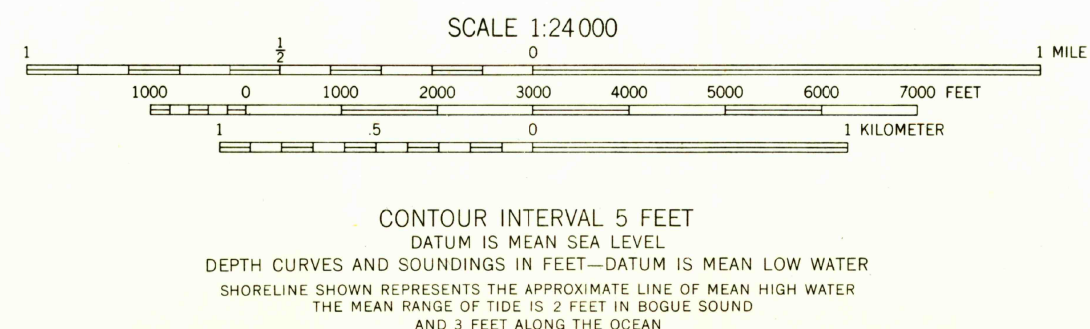 SCALE 1:24 000
1 1/2 0 1 MILE
1000 0 1000 2000 3000 4000 5000 6000 7000 FEET
1 .5 0 1 KILOMETER
CONTOUR INTERVAL 5 FEET
DATUM IS MEAN SEA LEVEL
DEPTH CURVES AND SOUNDINGS IN FEET—DATUM IS MEAN LOW WATER
SHORELINE SHOWN REPRESENTS THE APPROXIMATE LINE OF MEAN HIGH WATER
THE MEAN RANGE OF TIDE IS 2 FEET IN BOGUE SOUND
AND 3 FEET ALONG THE OCEAN